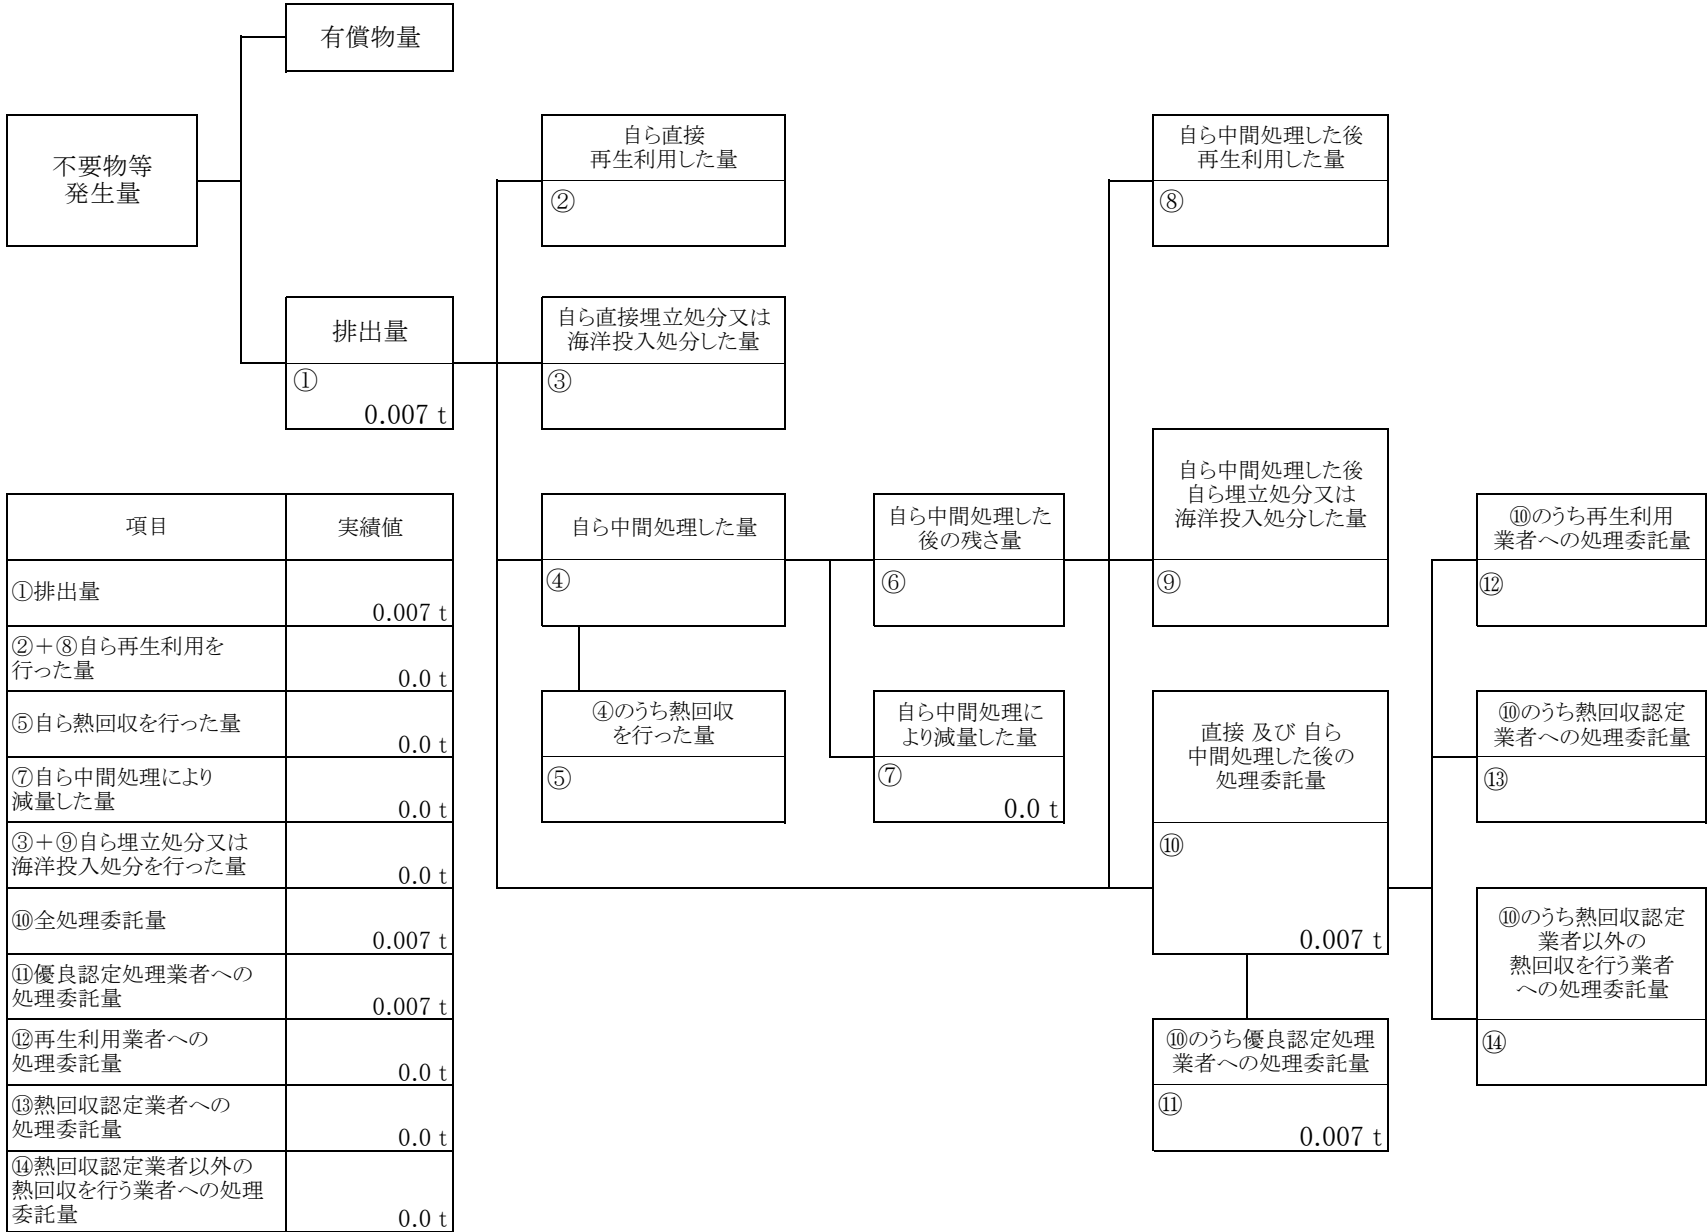 有償物量
不要物等
発生量
自ら直接
再生利用した量
②
自ら中間処理した後
再生利用した量
⑧
排出量
①
0.007 t
自ら直接埋立処分又は
海洋投入処分した量
③
自ら中間処理した量
④
自ら中間処理した
後の残さ量
⑥
自ら中間処理した後
自ら埋立処分又は
海洋投入処分した量
⑨
⑩のうち再生利用
業者への処理委託量
⑫
④のうち熱回収
を行った量
⑤
自ら中間処理に
より減量した量
⑦
0.0 t
直接 及び 自ら
中間処理した後の
処理委託量
⑩
0.007 t
⑩のうち熱回収認定
業者への処理委託量
⑬
⑩のうち熱回収認定
業者以外の
熱回収を行う業者
への処理委託量
⑭
⑩のうち優良認定処理
業者への処理委託量
⑪
0.007 t
項目 実績値
①排出量
0.007 t
②＋⑧自ら再生利用を
行った量
0.0 t
⑤自ら熱回収を行った量
0.0 t
⑦自ら中間処理により
減量した量
0.0 t
③＋⑨自ら埋立処分又は
海洋投入処分を行った量
0.0 t
⑩全処理委託量
0.007 t
⑪優良認定処理業者への
処理委託量
0.007 t
⑫再生利用業者への
処理委託量
0.0 t
⑬熱回収認定業者への
処理委託量
0.0 t
⑭熱回収認定業者以外の
熱回収を行う業者への処理
委託量
0.0 t